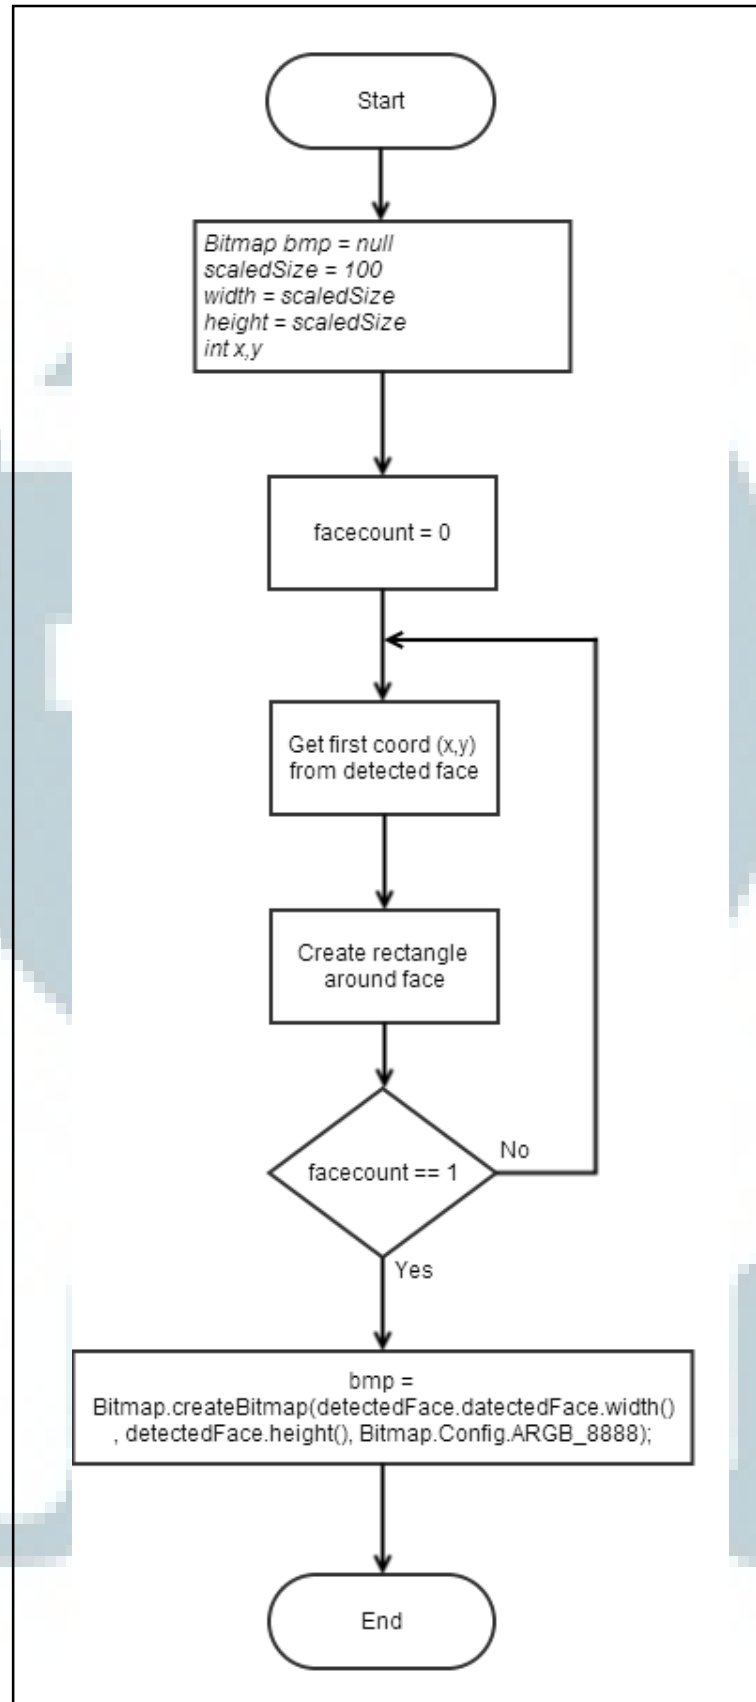 Start
Bitmap bmp = null
scaledSize = 100
width = scaledSize
height = scaledSize
int x,y
facecount = 0
Get first coord (x,y)
from detected face
Create rectangle
around face
facecount == 1
No
Yes
bmp =
Bitmap.createBitmap(detectedFace.datectedFace.width()
, detectedFace.height(), Bitmap.Config.ARGB_8888);
End